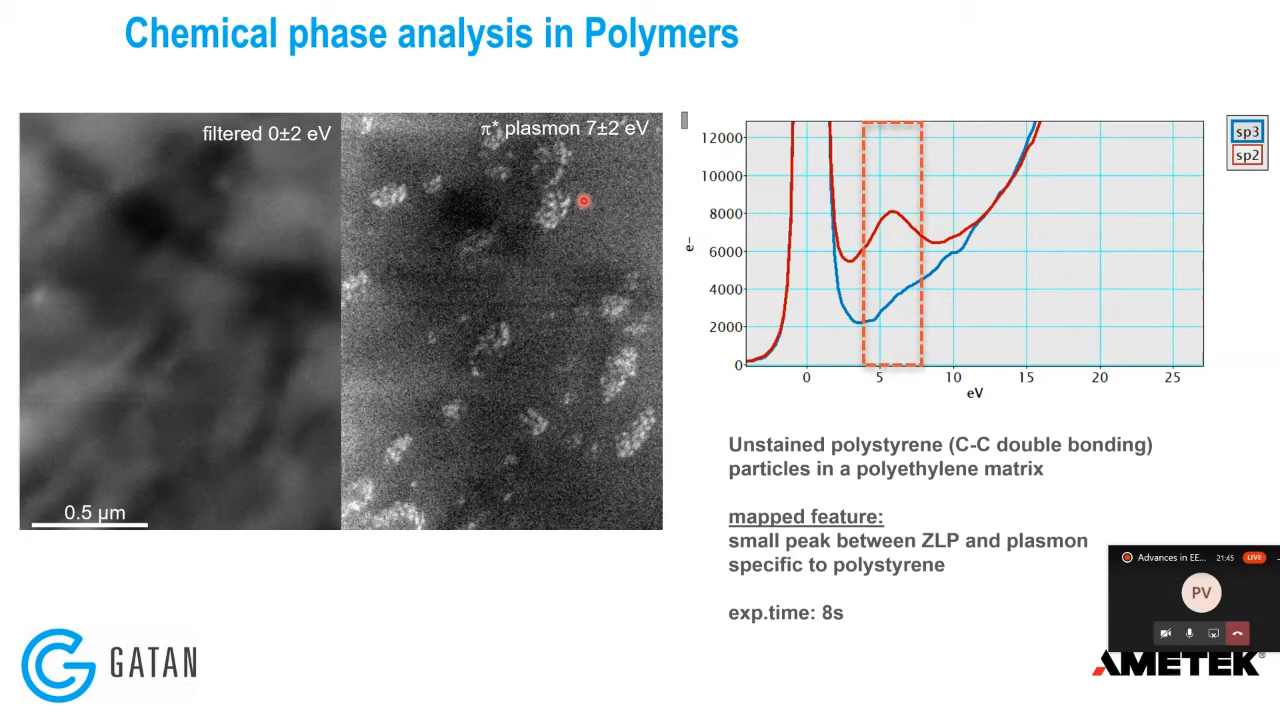 Chemical phase analysis in Polymers
filtered 0±2 eV
π* plasmon 7±2 eV
0.5 µm
12000
10000
8000
6000
4000
2000
0
e-
0 5 10 15 20 25
eV
sp3
sp2
Unstained polystyrene (C-C double bonding)
particles in a polyethylene matrix
mapped feature:
small peak between ZLP and plasmon
specific to polystyrene
exp.time: 8s
Advances in EE... 21:45 LIVE
PV
GATAN
AMETEK®